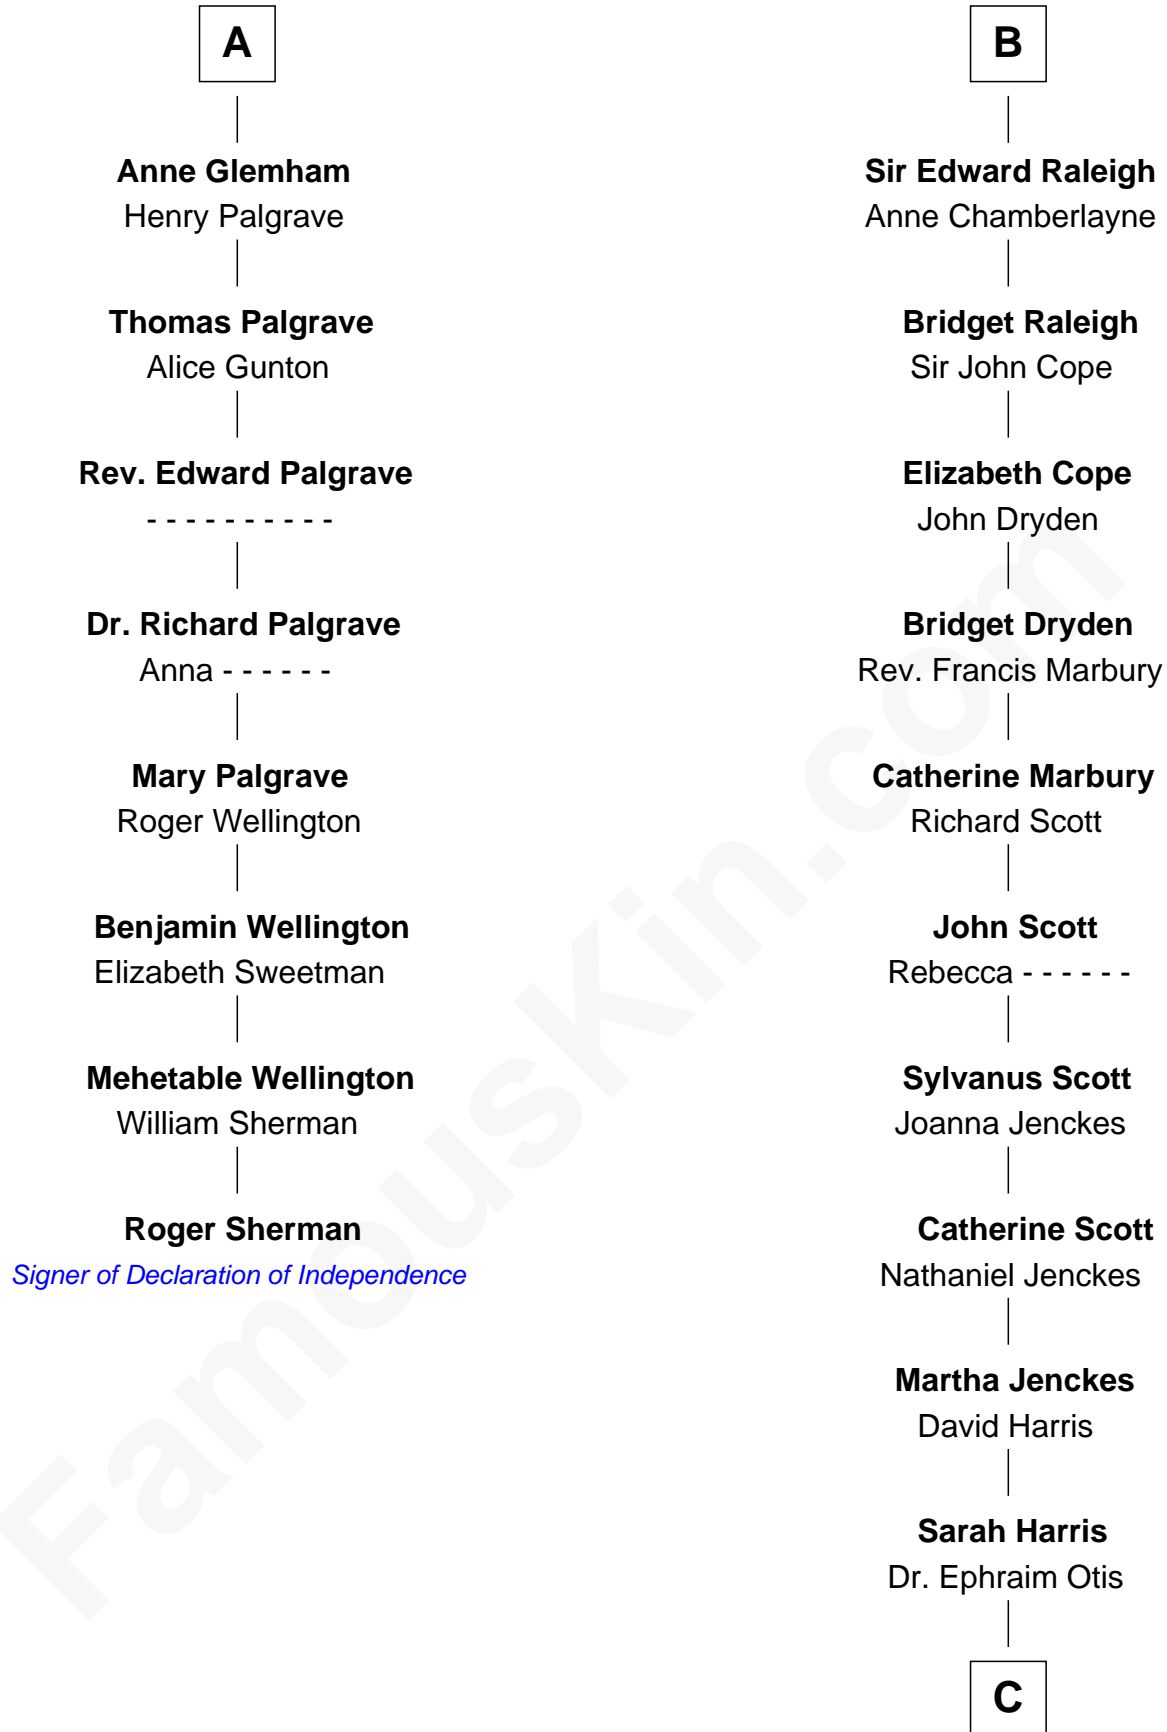 A
Anne Glemham
Henry Palgrave
Thomas Palgrave
Alice Gunton
Rev. Edward Palgrave
- - - - - - - - - -
Dr. Richard Palgrave
Anna - - - - - -
Mary Palgrave
Roger Wellington
Benjamin Wellington
Elizabeth Sweetman
Mehetable Wellington
William Sherman
Roger Sherman
Signer of Declaration of Independence
B
Sir Edward Raleigh
Anne Chamberlayne
Bridget Raleigh
Sir John Cope
Elizabeth Cope
John Dryden
Bridget Dryden
Rev. Francis Marbury
Catherine Marbury
Richard Scott
John Scott
Rebecca - - - - - -
Sylvanus Scott
Joanna Jenckes
Catherine Scott
Nathaniel Jenckes
Martha Jenckes
David Harris
Sarah Harris
Dr. Ephraim Otis
C
FamousKin.com